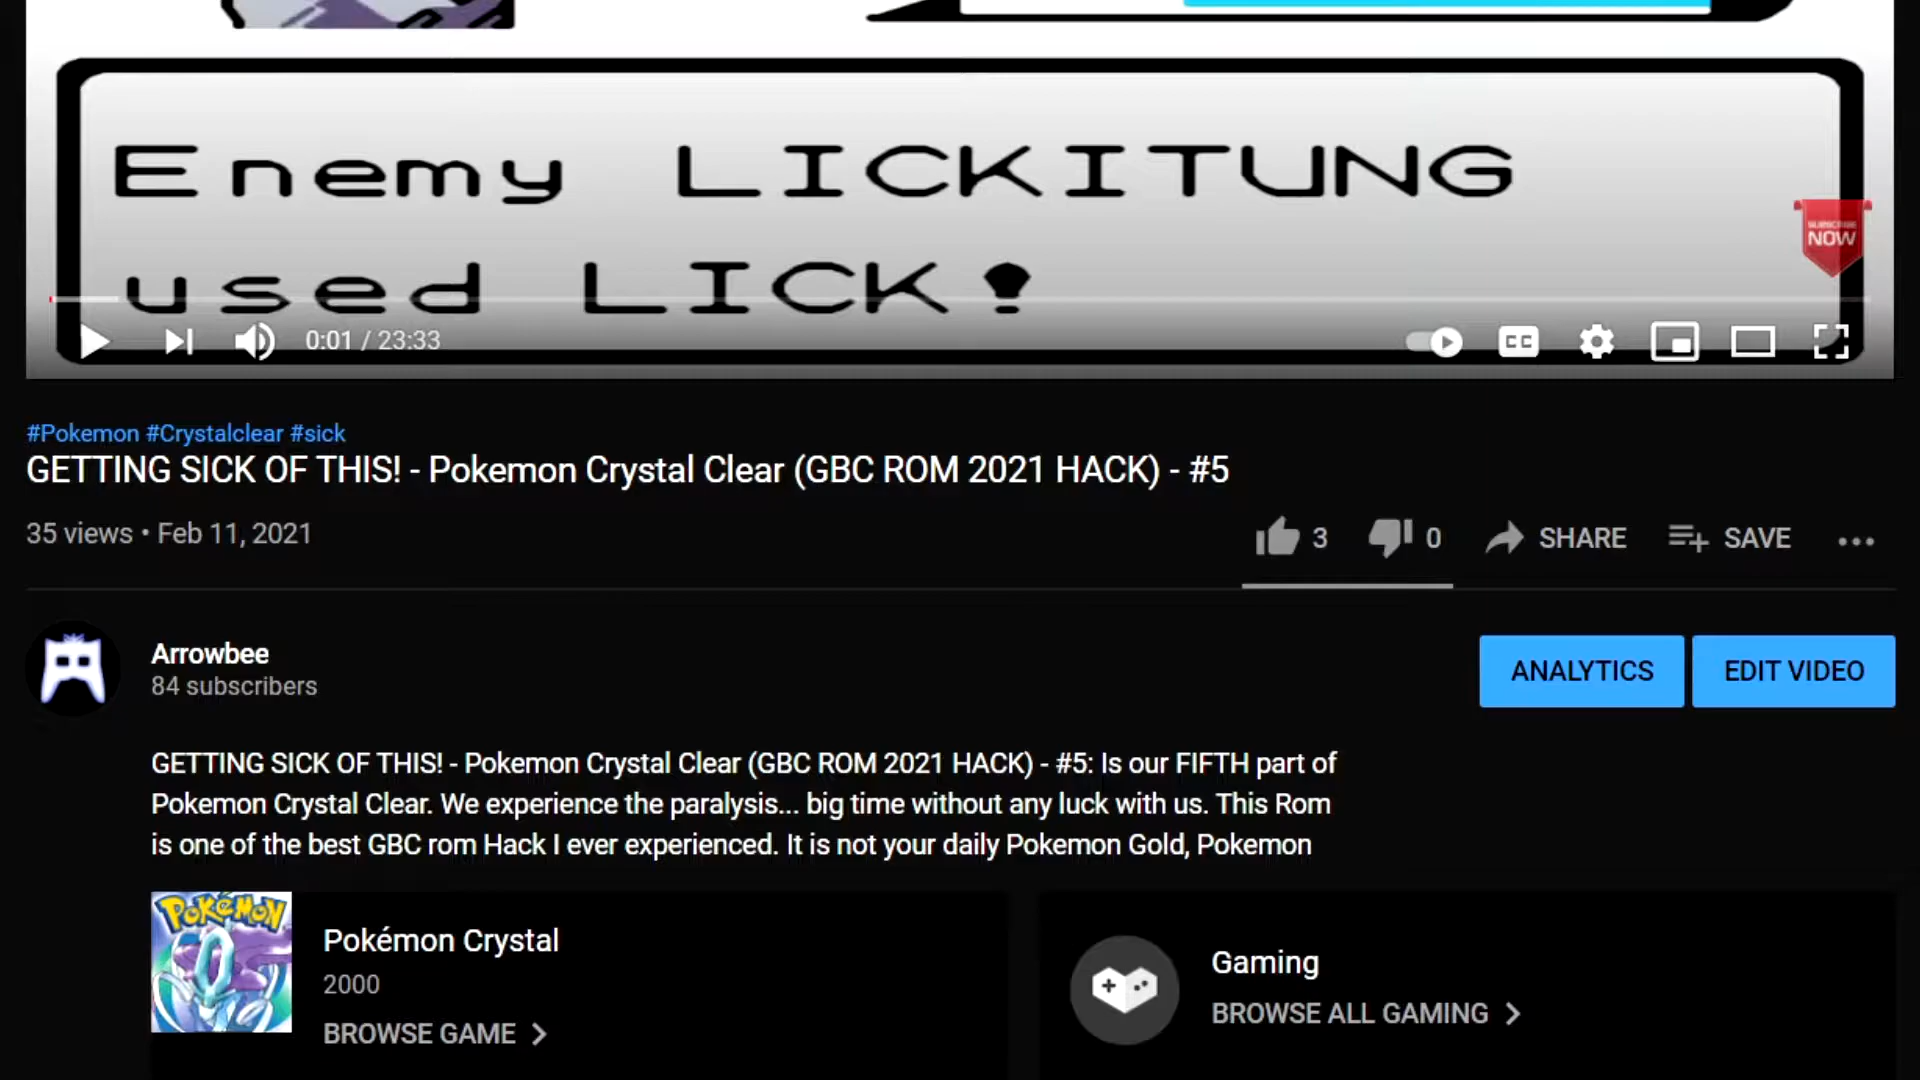 Enemy LICKITUNG
used LICK!
SUBSCRIBE
NOW
0:01 / 23:33
CC
#Pokemon #Crystalclear #sick
GETTING SICK OF THIS! - Pokemon Crystal Clear (GBC ROM 2021 HACK) - #5
35 views • Feb 11, 2021
3 0 SHARE SAVE
Arrowbee
84 subscribers
ANALYTICS EDIT VIDEO
GETTING SICK OF THIS! - Pokemon Crystal Clear (GBC ROM 2021 HACK) - #5: Is our FIFTH part of
Pokemon Crystal Clear. We experience the paralysis... big time without any luck with us. This Rom
is one of the best GBC rom Hack I ever experienced. It is not your daily Pokemon Gold, Pokemon
POKéMON
Pokémon Crystal
2000
BROWSE GAME
Gaming
BROWSE ALL GAMING